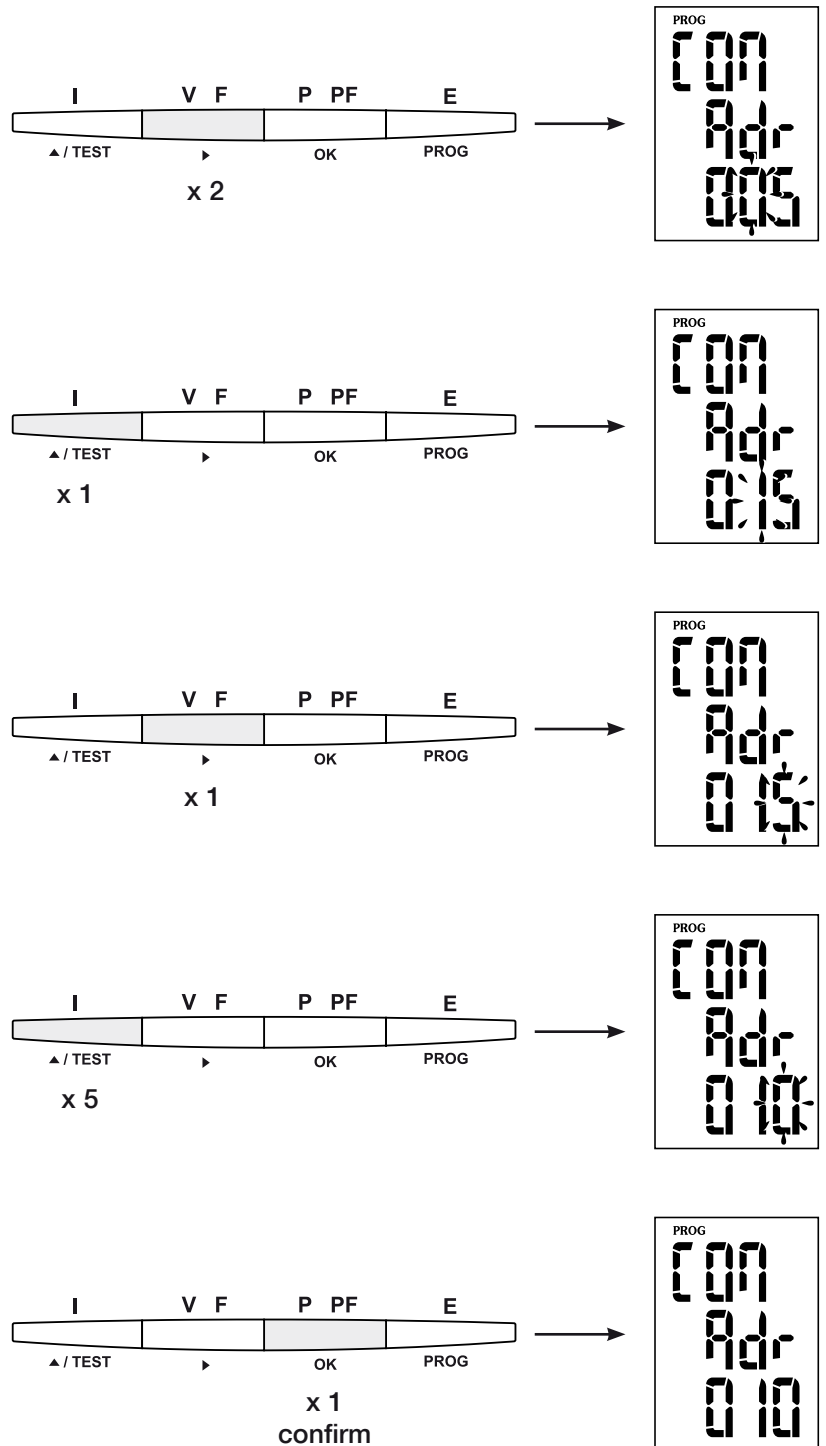 I V F P PF E
▲ / TEST ▶ OK PROG
x 2
PROG
COM
Adr
005
I V F P PF E
▲ / TEST ▶ OK PROG
x 1
PROG
COM
Adr
015
I V F P PF E
▲ / TEST ▶ OK PROG
x 1
PROG
COM
Adr
015
I V F P PF E
▲ / TEST ▶ OK PROG
x 5
PROG
COM
Adr
010
I V F P PF E
▲ / TEST ▶ OK PROG
x 1
confirm
PROG
COM
Adr
010